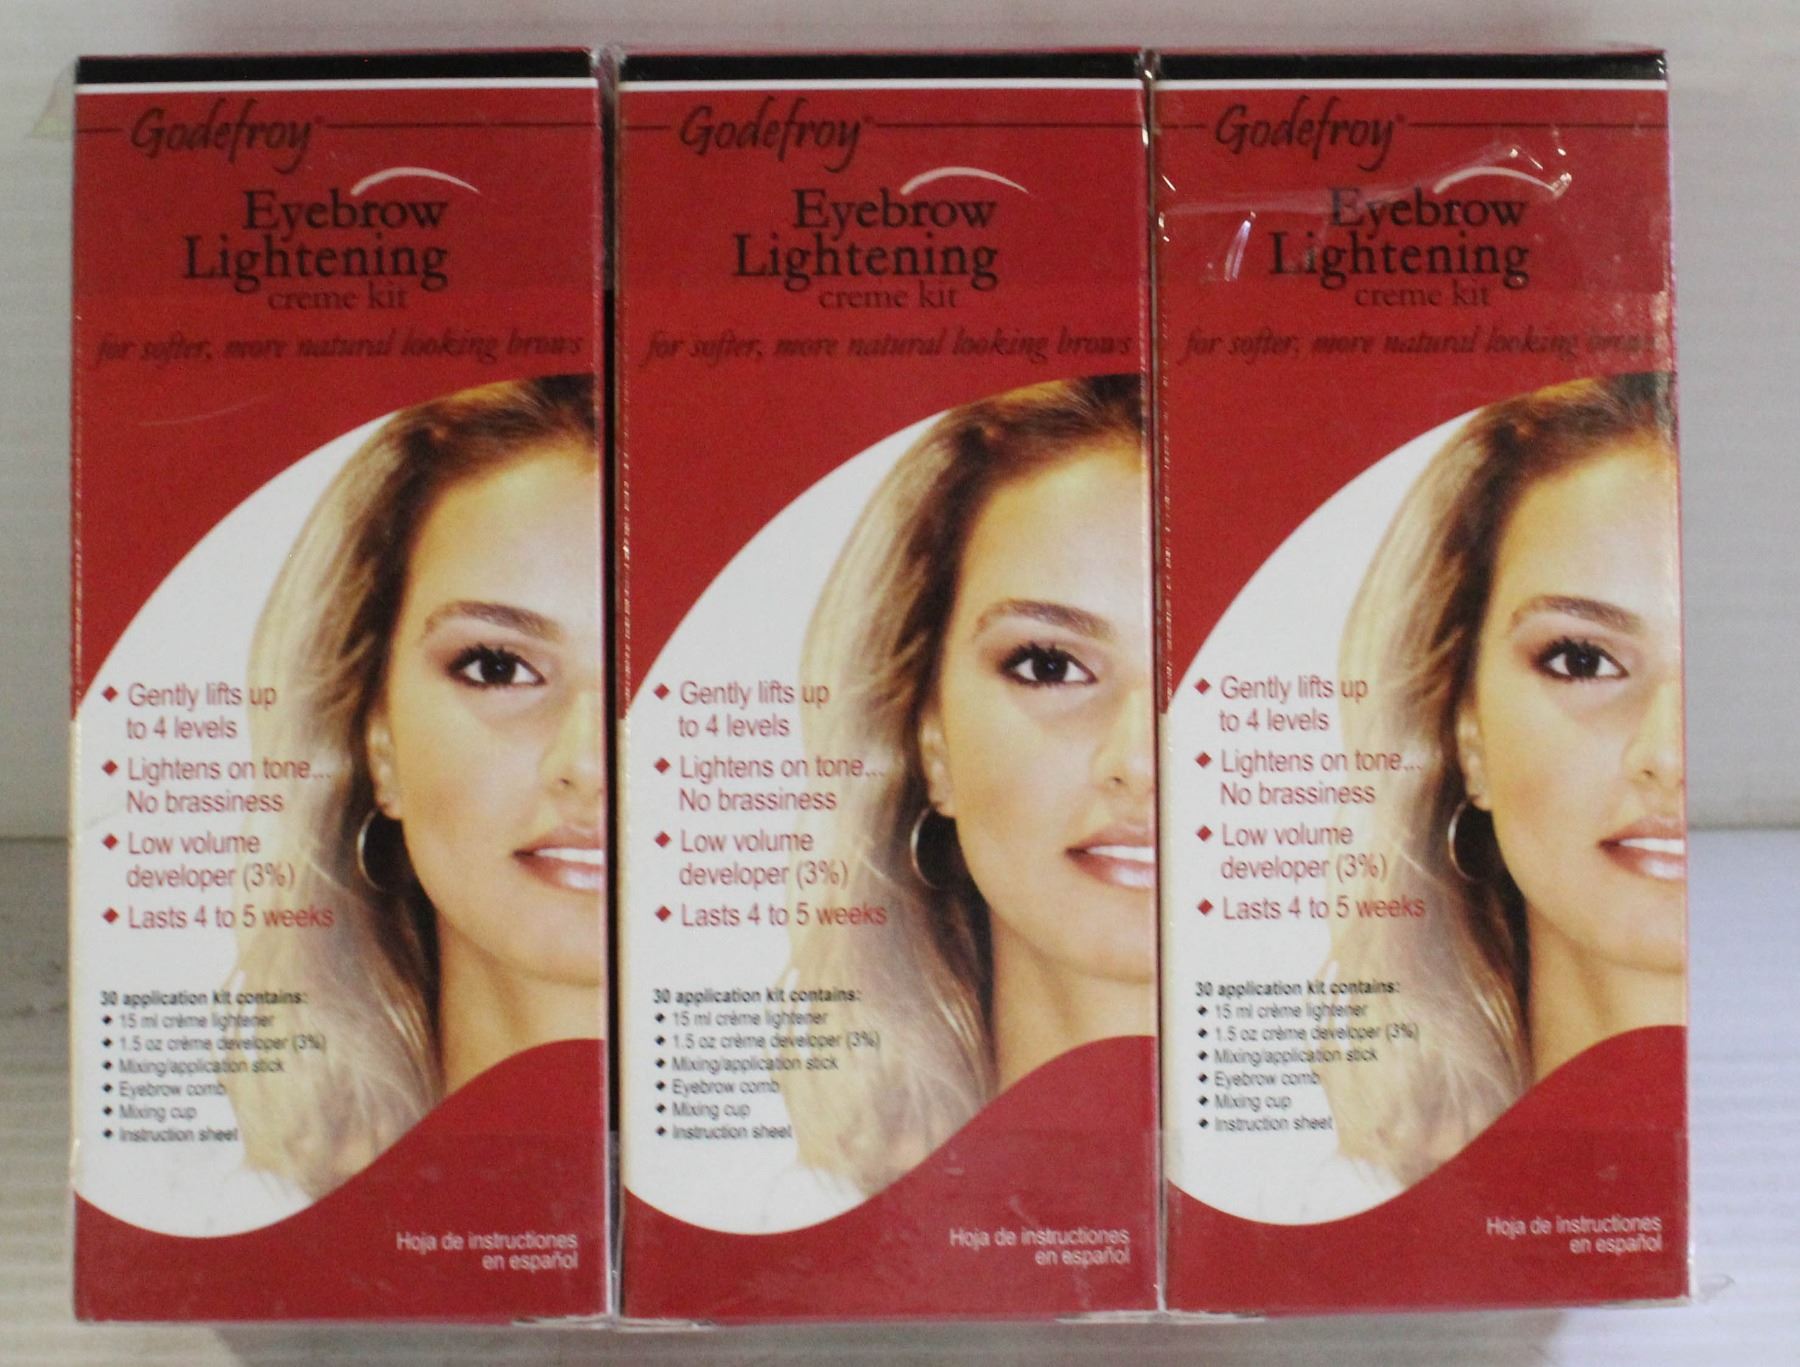 Godefroy®
Eyebrow
Lightening
creme kit
for softer, more natural looking brows
◆ Gently lifts up
to 4 levels
◆ Lightens on tone...
No brassiness
◆ Low volume
developer (3%)
◆ Lasts 4 to 5 weeks
30 application kit contains:
◆ 15 ml crème lightener
◆ 1.5 oz crème developer (3%)
◆ Mixing/application stick
◆ Eyebrow comb
◆ Mixing cup
◆ Instruction sheet
Hoja de instructiones
en español
Godefroy®
Eyebrow
Lightening
creme kit
for softer, more natural looking brows
◆ Gently lifts up
to 4 levels
◆ Lightens on tone...
No brassiness
◆ Low volume
developer (3%)
◆ Lasts 4 to 5 weeks
30 application kit contains:
◆ 15 ml crème lightener
◆ 1.5 oz crème developer (3%)
◆ Mixing/application stick
◆ Eyebrow comb
◆ Mixing cup
◆ Instruction sheet
Hoja de instructiones
en español
Godefroy®
Eyebrow
Lightening
creme kit
for softer, more natural looking brows
◆ Gently lifts up
to 4 levels
◆ Lightens on tone...
No brassiness
◆ Low volume
developer (3%)
◆ Lasts 4 to 5 weeks
30 application kit contains:
◆ 15 ml crème lightener
◆ 1.5 oz crème developer (3%)
◆ Mixing/application stick
◆ Eyebrow comb
◆ Mixing cup
◆ Instruction sheet
Hoja de instructiones
en español